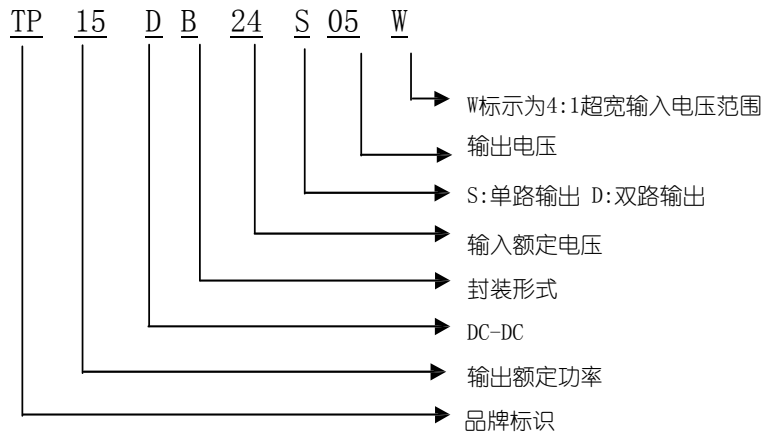 TP 15 D B 24 S 05 W
W标示为4:1超宽输入电压范围
输出电压
S:单路输出 D:双路输出
输入额定电压
封装形式
DC-DC
输出额定功率
品牌标识